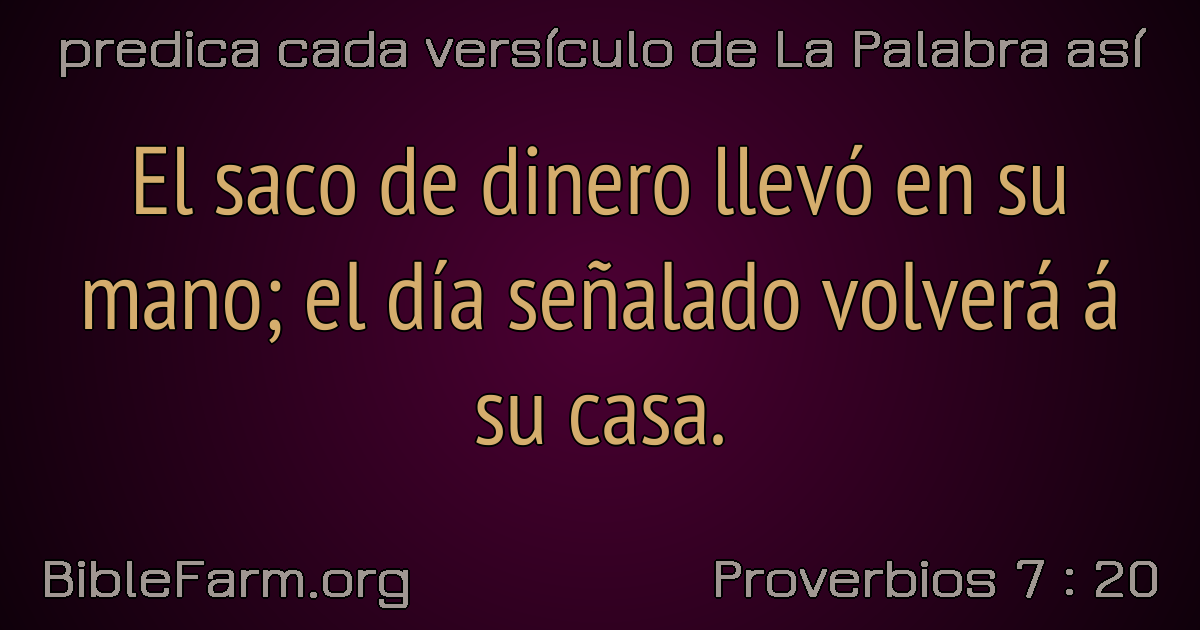 predica cada versículo de La Palabra así
El saco de dinero llevó en su
mano; el día señalado volverá á
su casa.
BibleFarm.org
Proverbios 7 : 20